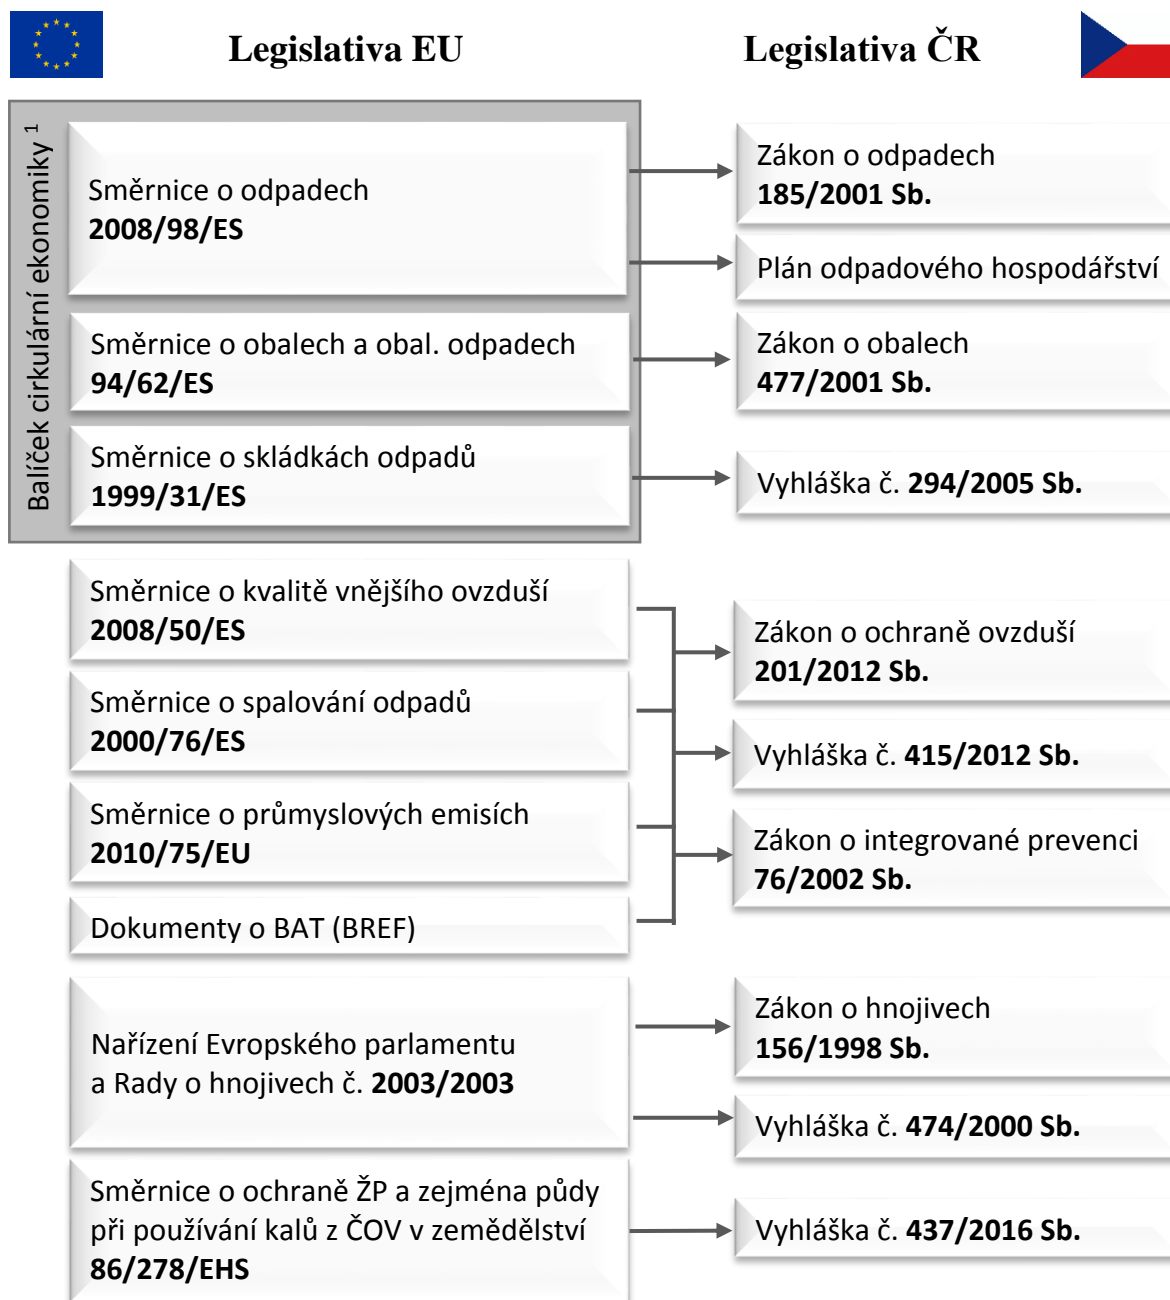 Legislativa EU
Legislativa ČR
Balíček cirkulární ekonomiky 1
Směrnice o odpadech
2008/98/ES
Zákon o odpadech
185/2001 Sb.
Plán odpadového hospodářství
Směrnice o obalech a obal. odpadech
94/62/ES
Zákon o obalech
477/2001 Sb.
Směrnice o skládkách odpadů
1999/31/ES
Vyhláška č. 294/2005 Sb.
Směrnice o kvalitě vnějšího ovzduší
2008/50/ES
Směrnice o spalování odpadů
2000/76/ES
Směrnice o průmyslových emisích
2010/75/EU
Dokumenty o BAT (BREF)
Zákon o ochraně ovzduší
201/2012 Sb.
Vyhláška č. 415/2012 Sb.
Zákon o integrované prevenci
76/2002 Sb.
Nařízení Evropského parlamentu
a Rady o hnojivech č. 2003/2003
Zákon o hnojivech
156/1998 Sb.
Vyhláška č. 474/2000 Sb.
Směrnice o ochraně ŽP a zejména půdy
při používání kalů z ČOV v zemědělství
86/278/EHS
Vyhláška č. 437/2016 Sb.